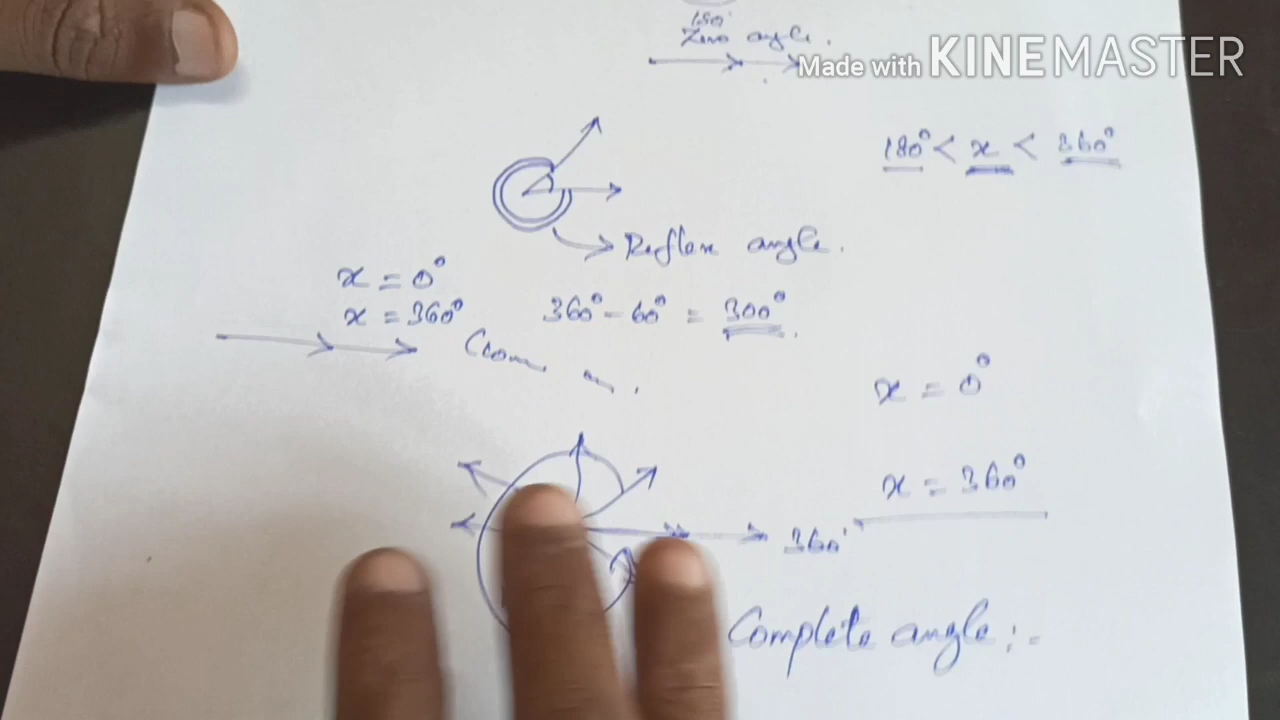 180°
Zero angle.
Made with KINEMASTER
180° < x < 360°
Reflex angle.
x = 0°
x = 360°
360° - 60° = 300°.
x = 0°
x = 360°
360°
Complete angle :-